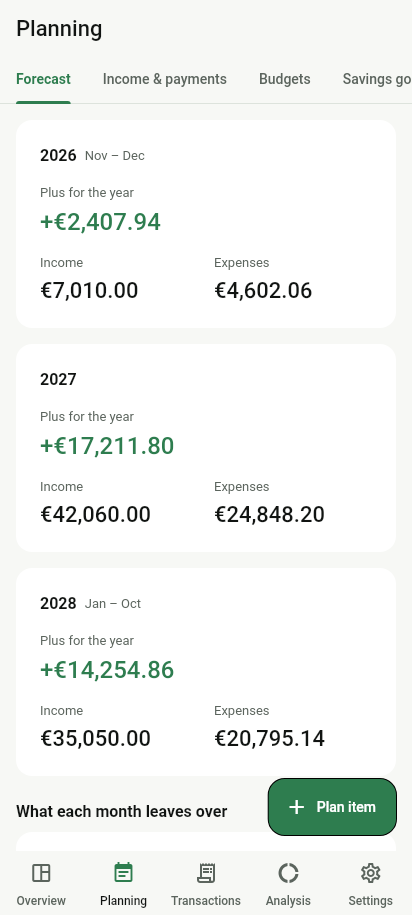 Planning
Forecast Income & payments Budgets Savings go
2026 Nov – Dec
Plus for the year
+€2,407.94
Income Expenses
€7,010.00 €4,602.06
2027
Plus for the year
+€17,211.80
Income Expenses
€42,060.00 €24,848.20
2028 Jan – Oct
Plus for the year
+€14,254.86
Income Expenses
€35,050.00 €20,795.14
What each month leaves over
Plan item
Overview Planning Transactions Analysis Settings